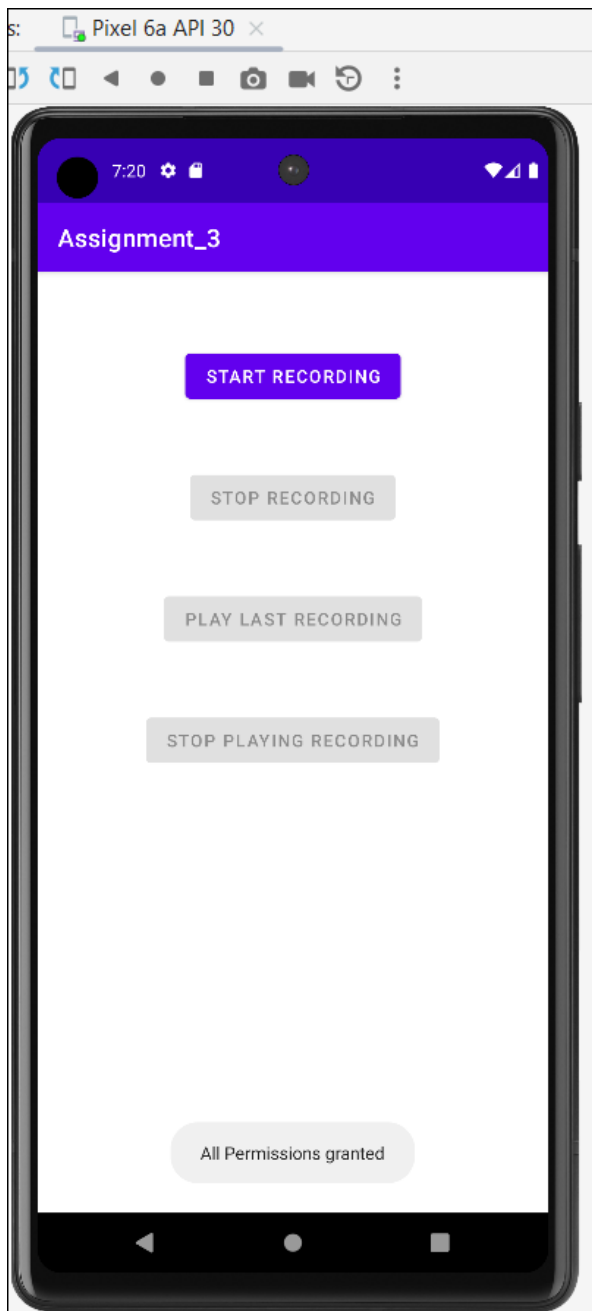 s:
Pixel 6a API 30
7:20
Assignment_3
START RECORDING
STOP RECORDING
PLAY LAST RECORDING
STOP PLAYING RECORDING
All Permissions granted